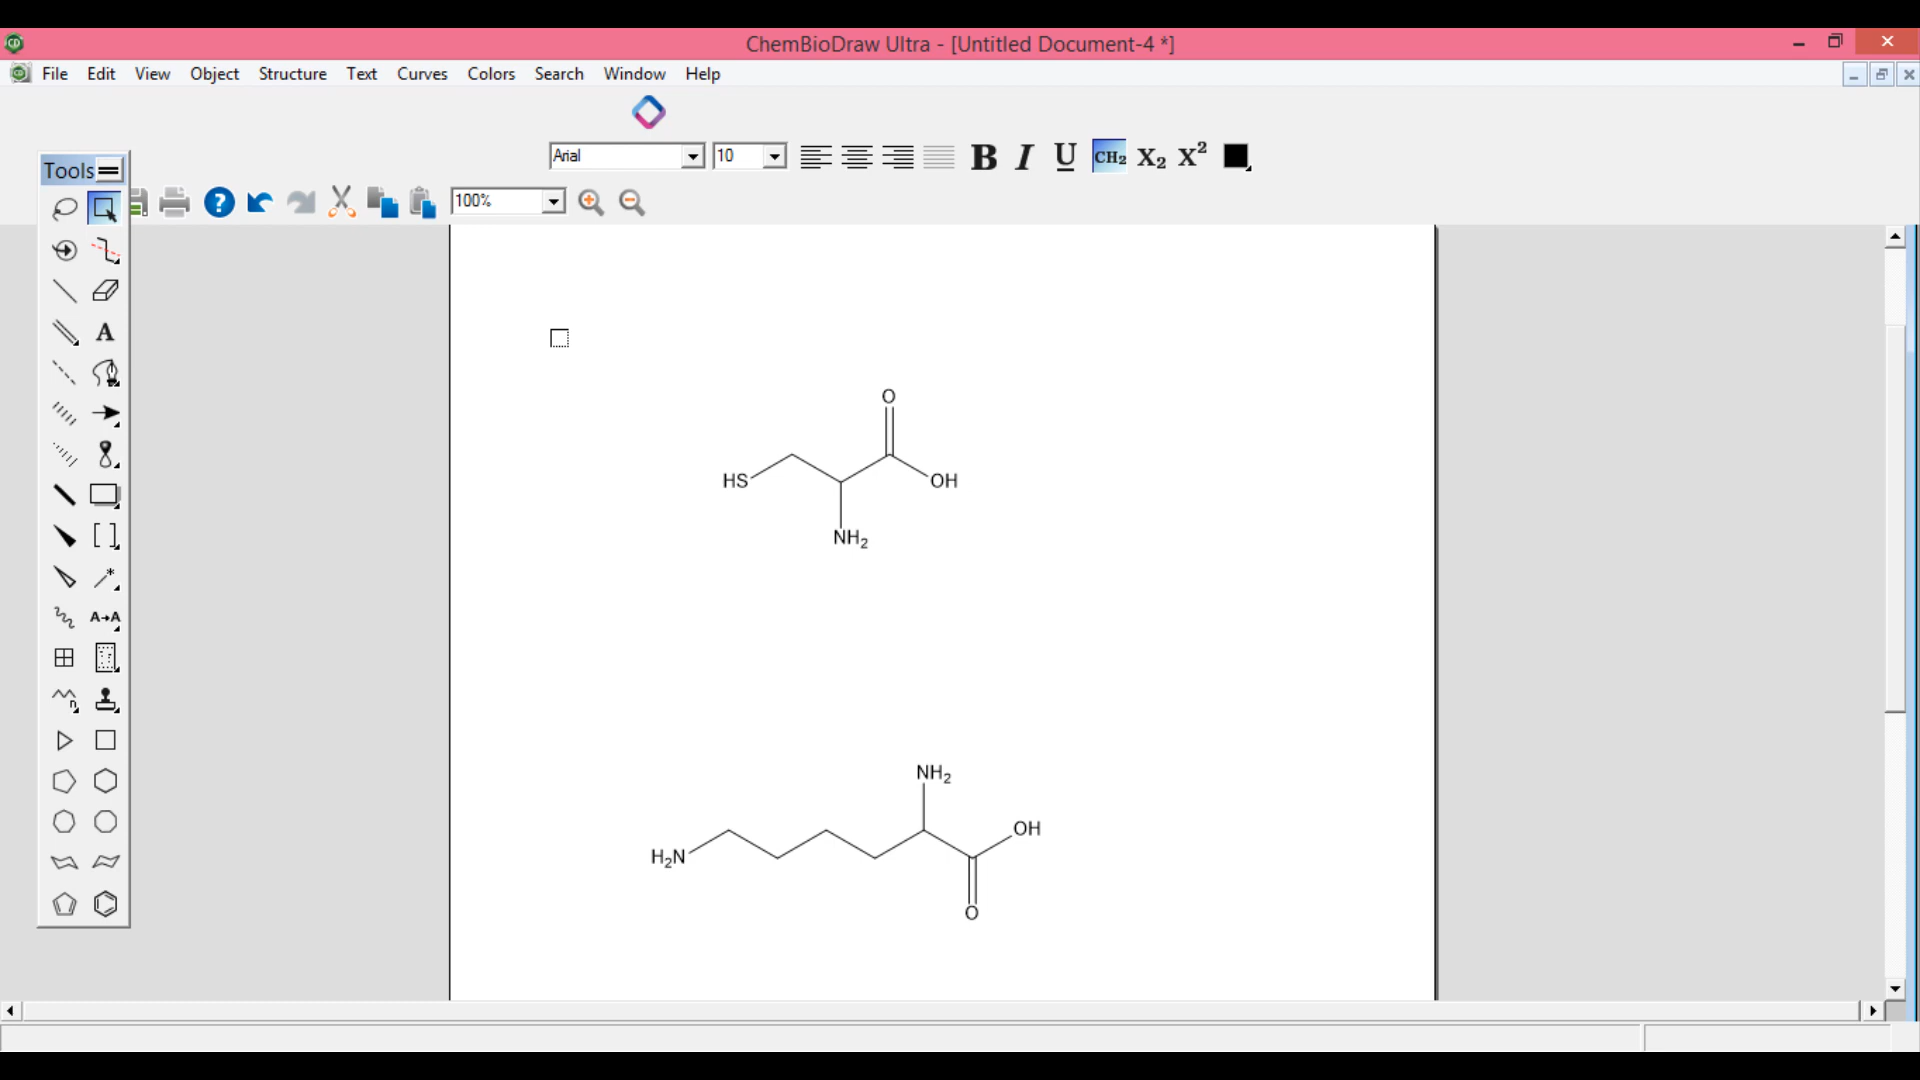 ChemBioDraw Ultra - [Untitled Document-4 *]
File Edit View Object Structure Text Curves Colors Search Window Help
Arial 10 B I U CH₂ X₂ X²
Tools
100%
A
A→A
n
O
HS
OH
NH₂
NH₂
OH
H₂N
O